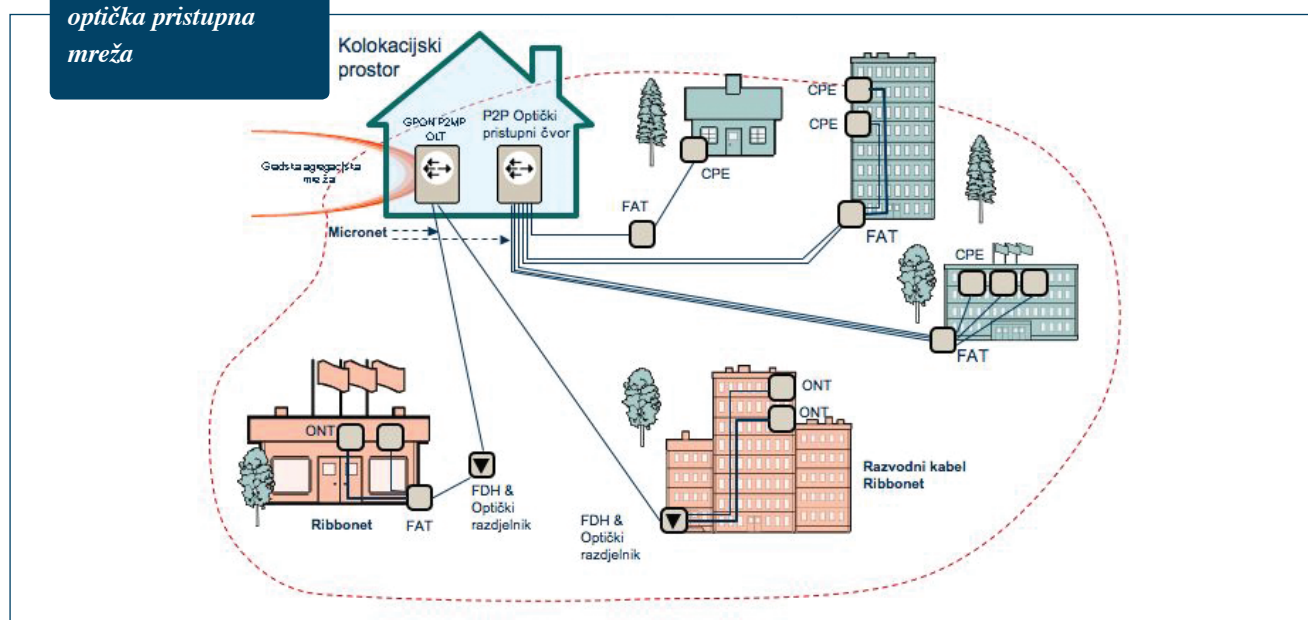 optička pristupna
mreža
Kolokacijski
prostor
GPON P2MP
OLT
P2P Optički
pristupni čvor
mreža
Micronet
FAT
CPE
CPE
CPE
FAT
CPE
FAT
ONT
Ribbonet
FAT
FDH &
Optički
razdjelnik
FDH &
Optički
razdjelnik
ONT
ONT
Razvodni kabel
Ribbonet